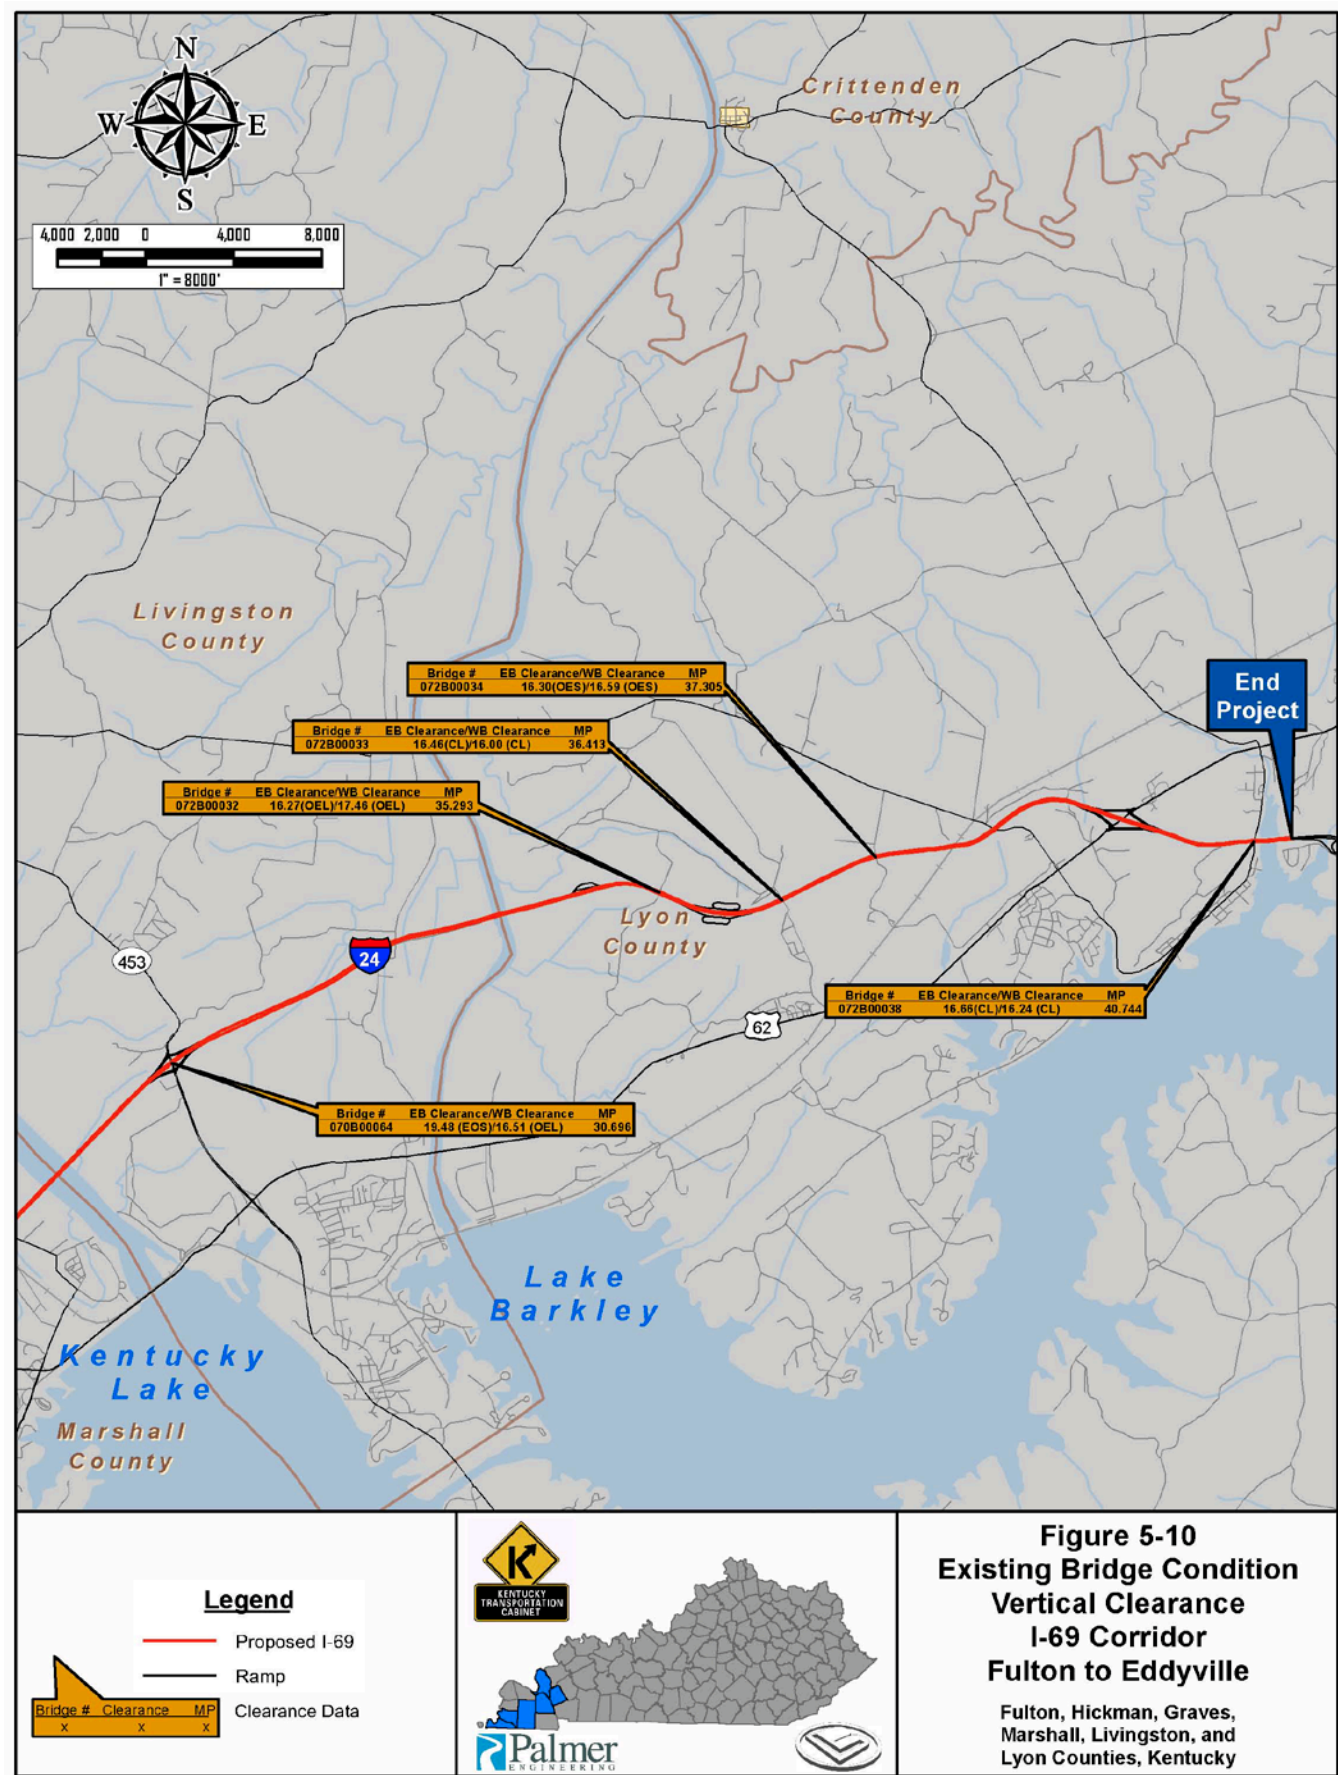 N
W
E
S
4,000 2,000 0 4,000 8,000
1" = 8000'
Crittenden
County
Livingston
County
Bridge # EB Clearance/WB Clearance MP
072B00034 16.30(OES)/16.59 (OES) 37.305
Bridge # EB Clearance/WB Clearance MP
072B00033 16.46(CL)/16.00 (CL) 36.413
Bridge # EB Clearance/WB Clearance MP
072B00032 16.27(OEL)/17.46 (OEL) 35.293
End
Project
Lyon
County
24
453
Bridge # EB Clearance/WB Clearance MP
072B00038 16.66(CL)/16.24 (CL) 40.744
62
Bridge # EB Clearance/WB Clearance MP
070B00064 19.48 (EOS)/16.51 (OEL) 30.696
Lake
Barkley
Kentucky
Lake
Marshall
County
Legend
Proposed I-69
Ramp
Bridge # Clearance MP
x x x
Clearance Data
K
KENTUCKY
TRANSPORTATION
CABINET
Palmer
ENGINEERING
Figure 5-10
Existing Bridge Condition
Vertical Clearance
I-69 Corridor
Fulton to Eddyville
Fulton, Hickman, Graves,
Marshall, Livingston, and
Lyon Counties, Kentucky